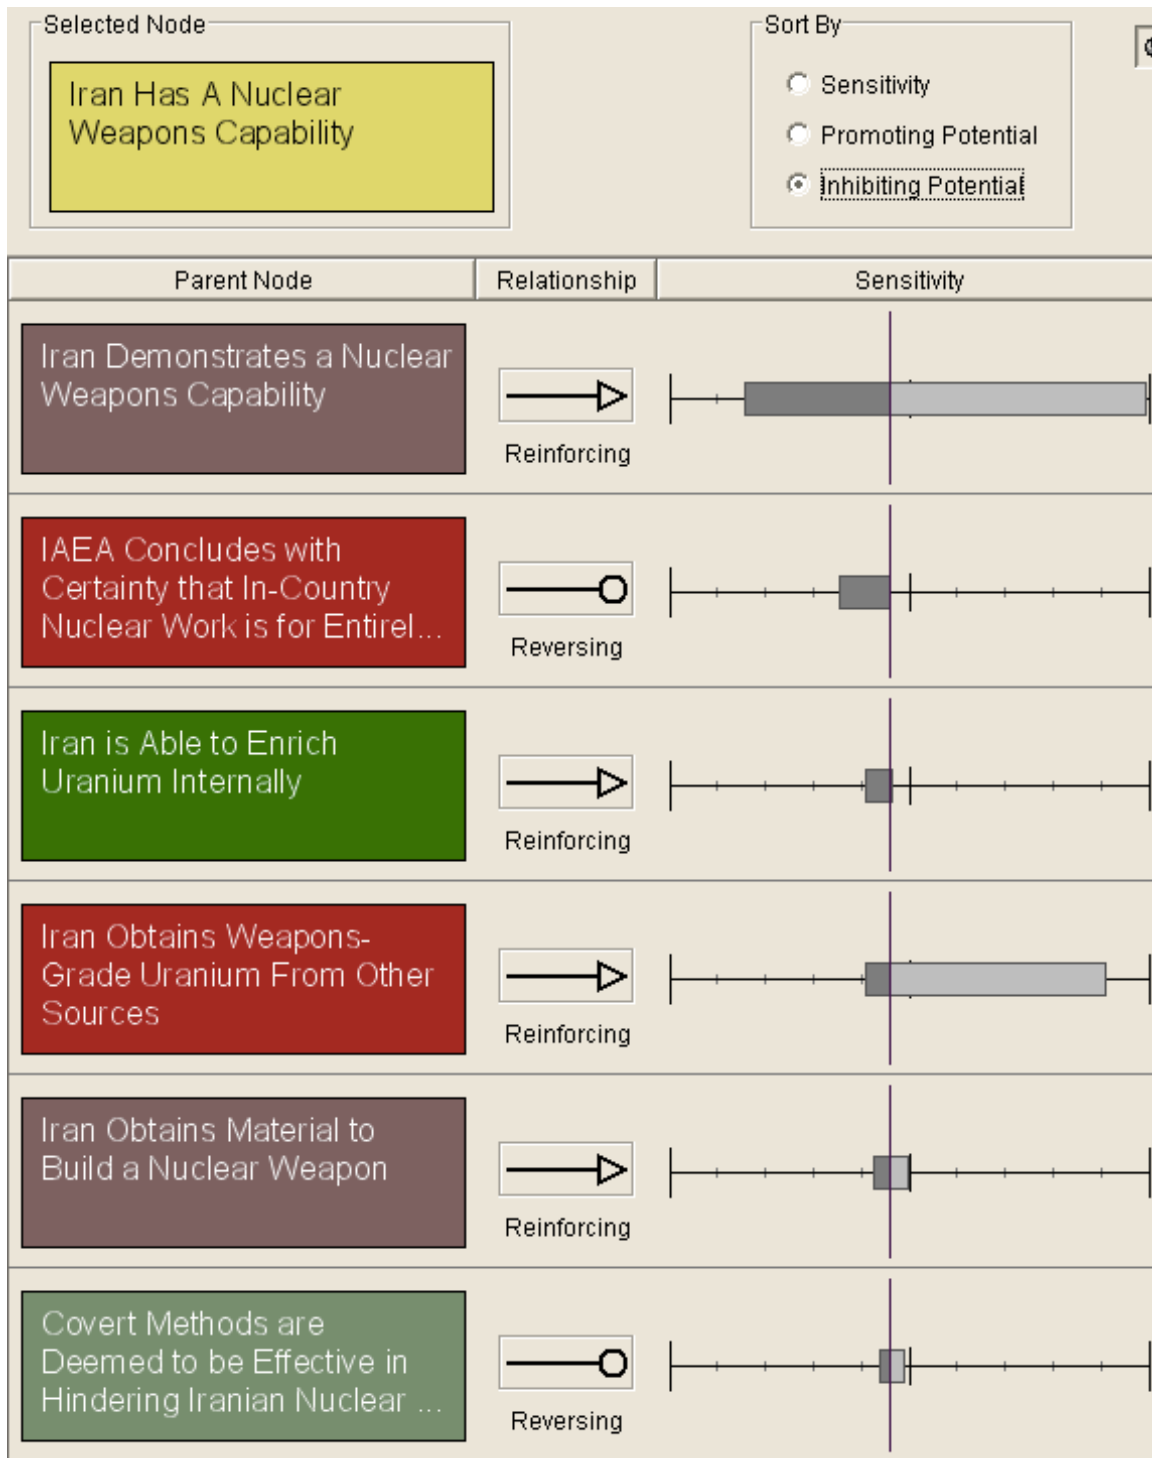 Selected Node
Sort By
Iran Has A Nuclear
Weapons Capability
Sensitivity
Promoting Potential
Inhibiting Potential
Parent Node
Relationship
Sensitivity
Iran Demonstrates a Nuclear
Weapons Capability
Reinforcing
IAEA Concludes with
Certainty that In-Country
Nuclear Work is for Entirel...
Reversing
Iran is Able to Enrich
Uranium Internally
Reinforcing
Iran Obtains Weapons-
Grade Uranium From Other
Sources
Reinforcing
Iran Obtains Material to
Build a Nuclear Weapon
Reinforcing
Covert Methods are
Deemed to be Effective in
Hindering Iranian Nuclear ...
Reversing